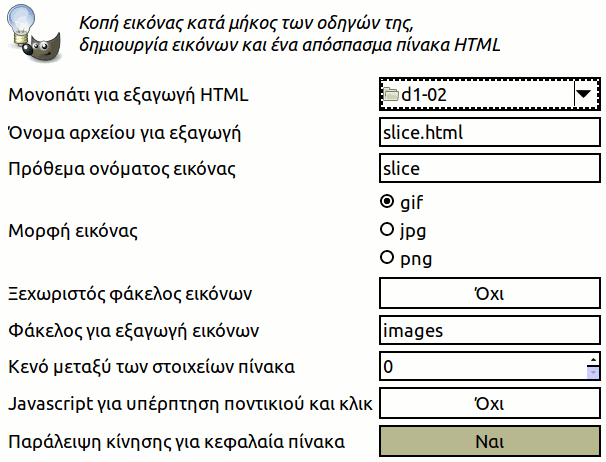 Κοπή εικόνας κατά μήκος των οδηγών της,
δημιουργία εικόνων και ένα απόσπασμα πίνακα HTML
Μονοπάτι για εξαγωγή HTML d1-02
Όνομα αρχείου για εξαγωγή slice.html
Πρόθεμα ονόματος εικόνας slice
gif
Μορφή εικόνας jpg
png
Ξεχωριστός φάκελος εικόνων Όχι
Φάκελος για εξαγωγή εικόνων images
Κενό μεταξύ των στοιχείων πίνακα 0
Javascript για υπέρπτηση ποντικιού και κλικ Όχι
Παράλειψη κίνησης για κεφαλαία πίνακα Ναι